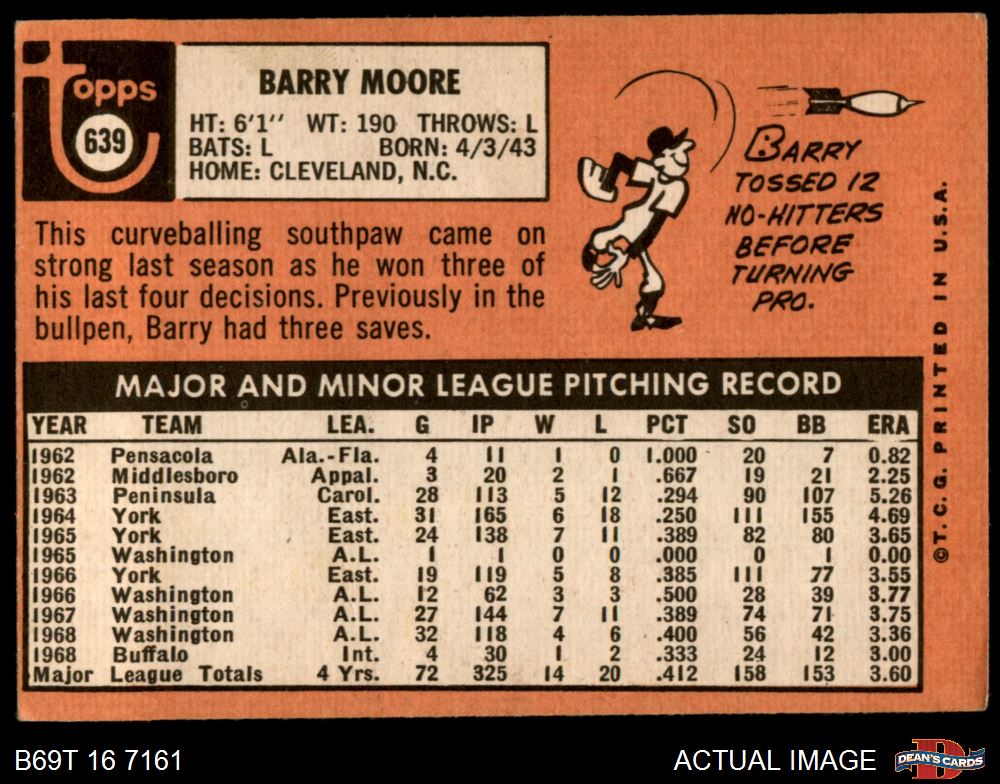 topps
639
BARRY MOORE
HT: 6'1" WT: 190 THROWS: L
BATS: L BORN: 4/3/43
HOME: CLEVELAND, N.C.
This curveballing southpaw came on
strong last season as he won three of
his last four decisions. Previously in the
bullpen, Barry had three saves.
BARRY
TOSSED 12
NO-HITTERS
BEFORE
TURNING
PRO.
©T.C.G. PRINTED IN U.S.A.
MAJOR AND MINOR LEAGUE PITCHING RECORD
YEAR TEAM LEA. G IP W L PCT SO BB ERA
1962 Pensacola Ala.-Fla. 4 11 1 0 1.000 20 7 0.82
1962 Middlesboro Appal. 3 20 2 1 .667 19 21 2.25
1963 Peninsula Carol. 28 113 5 12 .294 90 107 5.26
1964 York East. 31 165 6 18 .250 111 155 4.69
1965 York East. 24 138 7 11 .389 82 80 3.65
1965 Washington A.L. 1 1 0 0 .000 0 1 0.00
1966 York East. 19 119 5 8 .385 111 77 3.55
1966 Washington A.L. 12 62 3 3 .500 28 39 3.77
1967 Washington A.L. 27 144 7 11 .389 74 71 3.75
1968 Washington A.L. 32 118 4 6 .400 56 42 3.36
1968 Buffalo Int. 4 30 1 2 .333 24 12 3.00
Major League Totals 4 Yrs. 72 325 14 20 .412 158 153 3.60
B69T 16 7161
ACTUAL IMAGE
D
DEAN'S CARDS